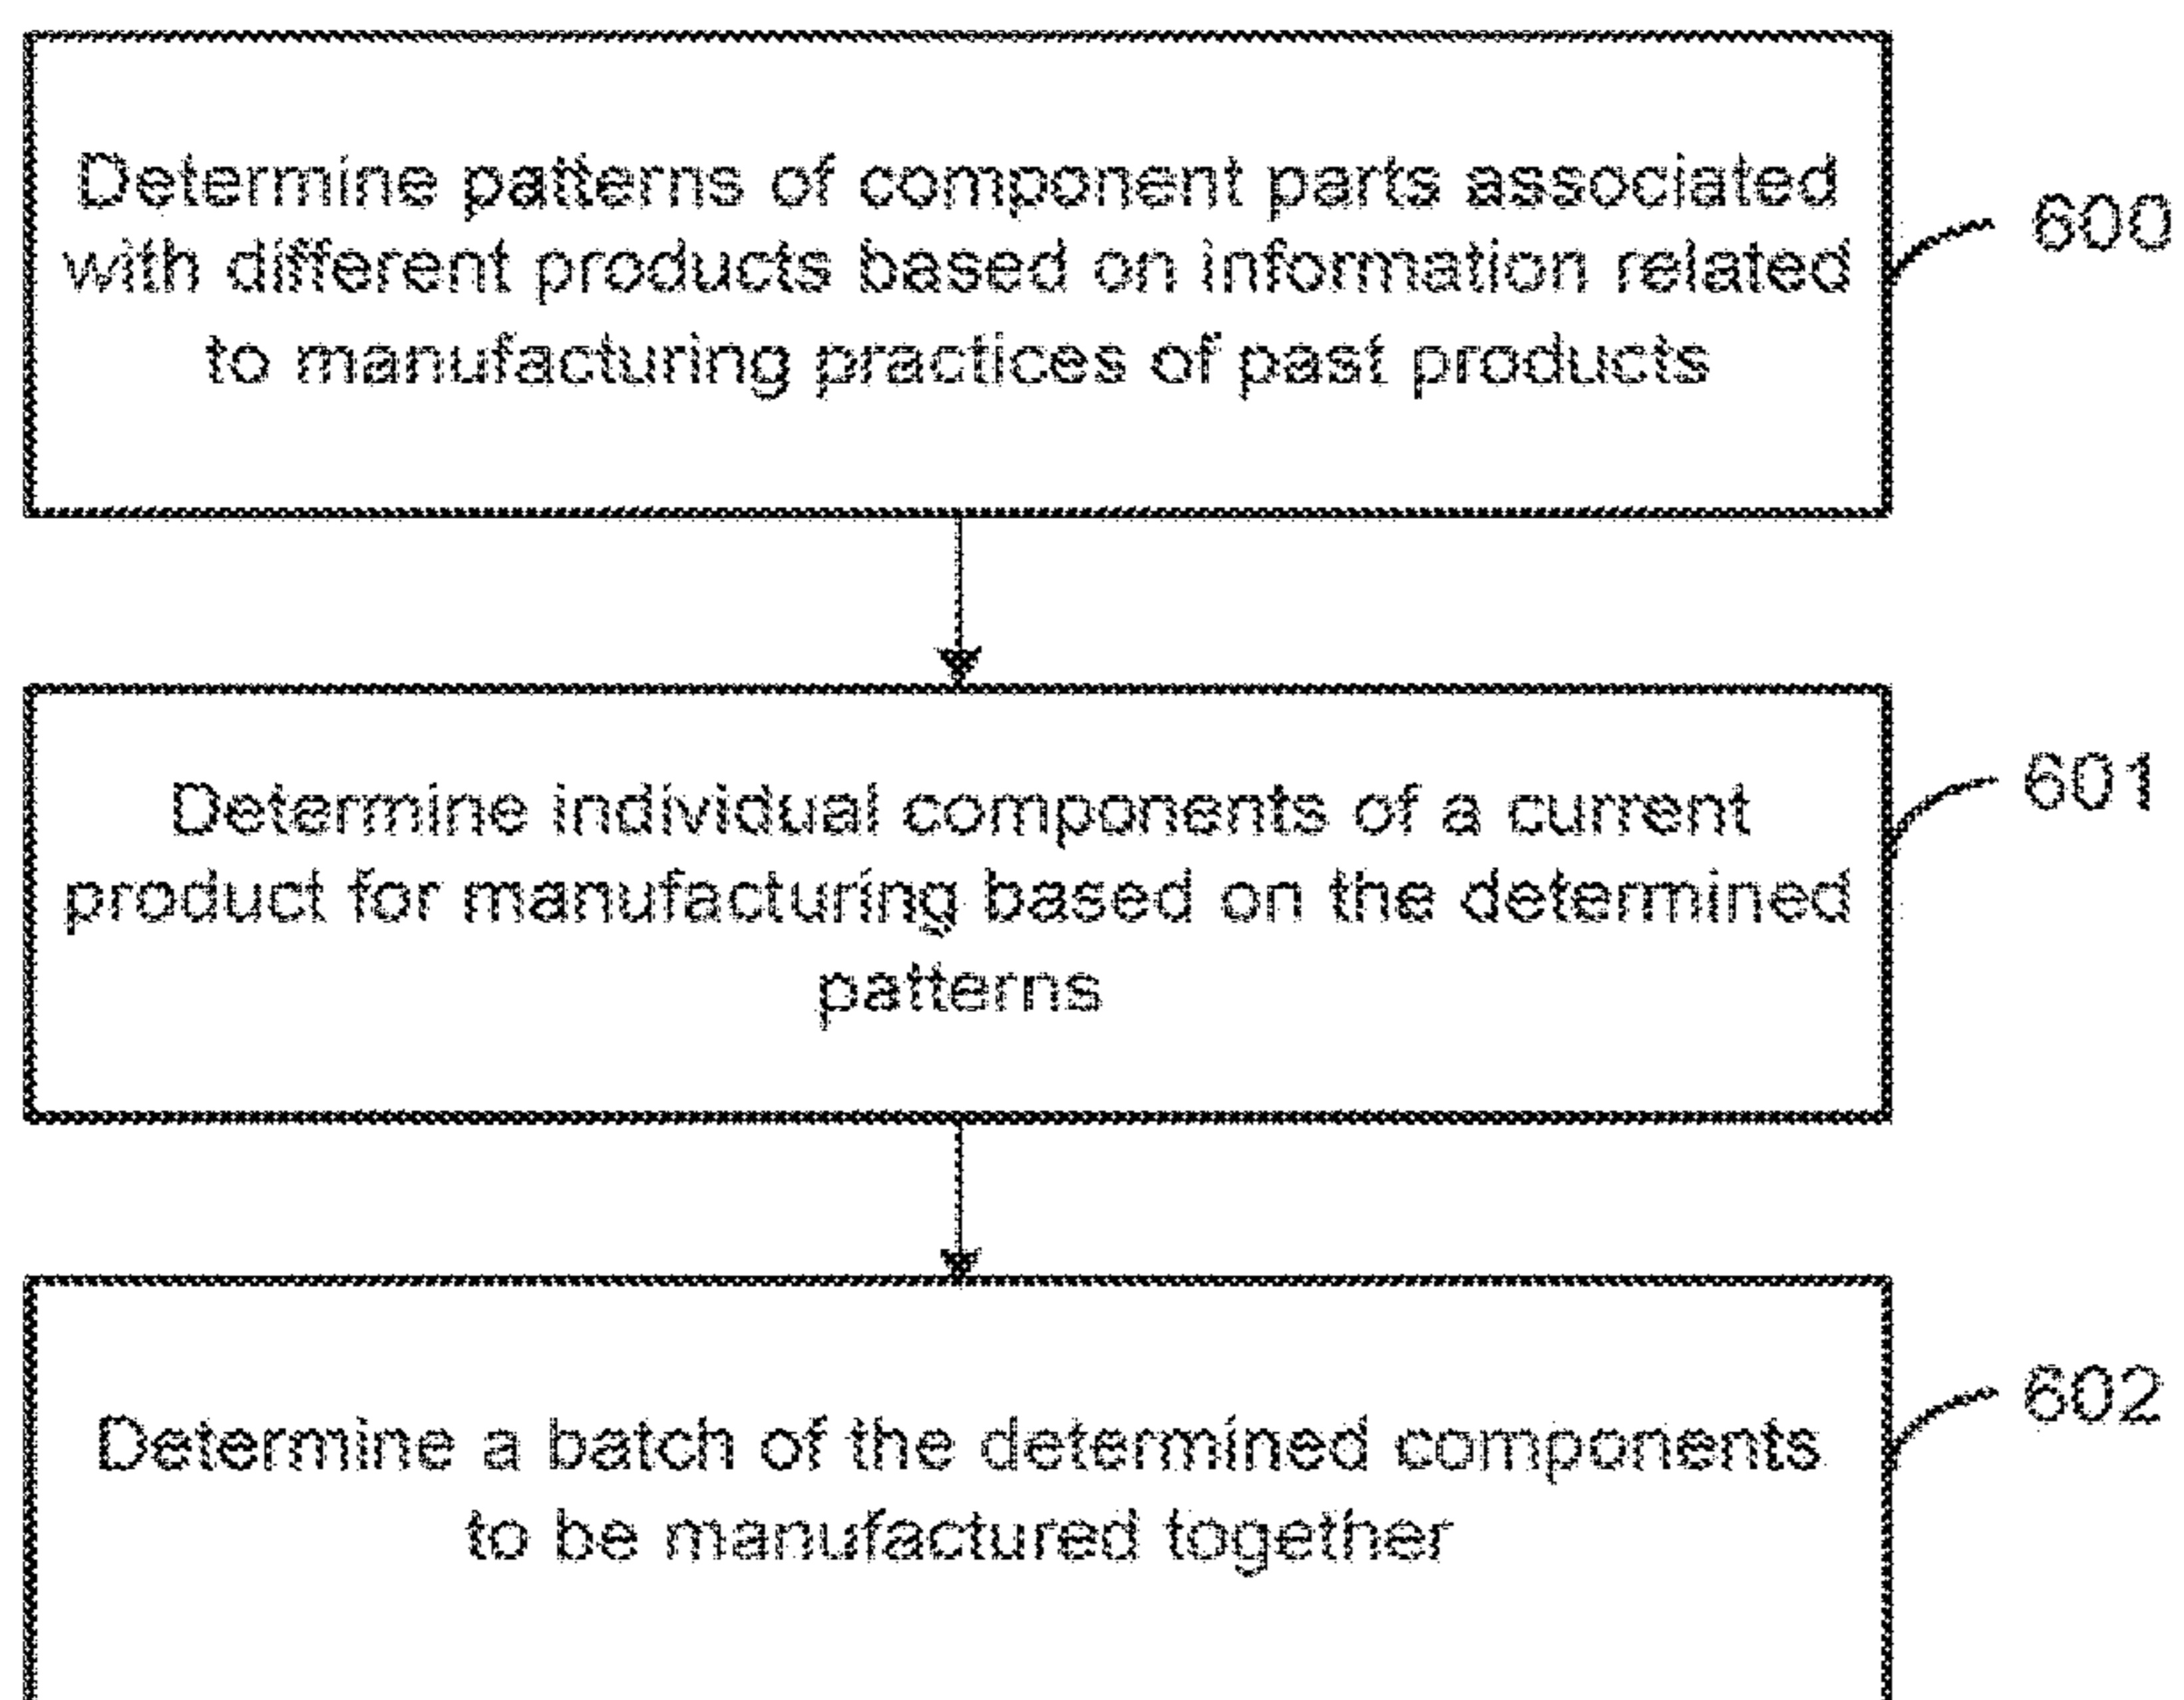 Determine patterns of component parts associated
with different products based on information related
to manufacturing practices of past products
600
Determine individual components of a current
product for manufacturing based on the determined
patterns
601
Determine a batch of the determined components
to be manufactured together
602